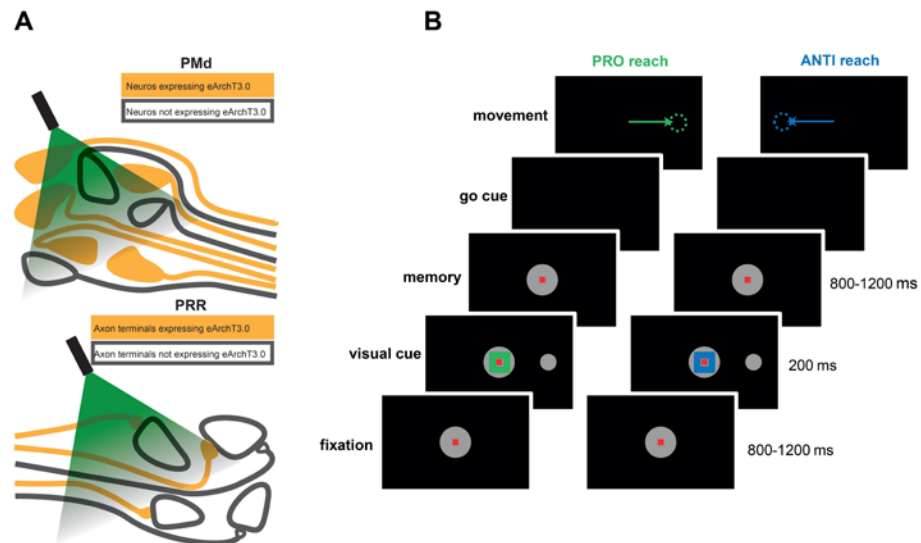 A
PMd
Neuros expressing eArchT3.0
Neuros not expressing eArchT3.0
PRR
Axon terminals expressing eArchT3.0
Axon terminals not expressing eArchT3.0
B
PRO reach
ANTI reach
movement
go cue
memory
800-1200 ms
visual cue
200 ms
fixation
800-1200 ms